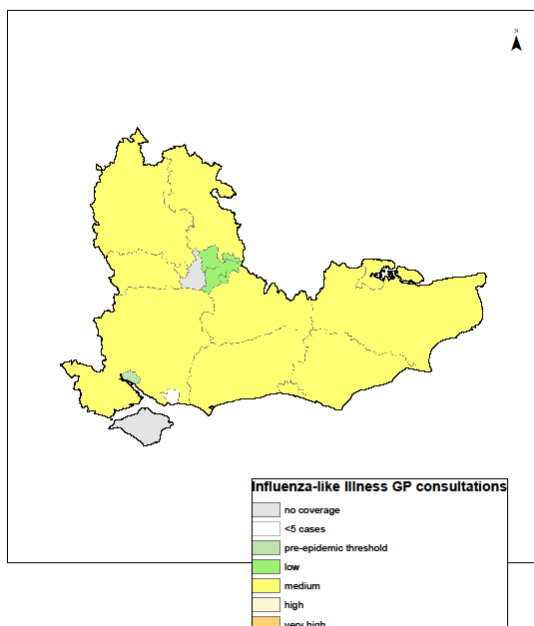 N
Influenza-like Illness GP consultations
no coverage
<5 cases
pre-epidemic threshold
low
medium
high
very high